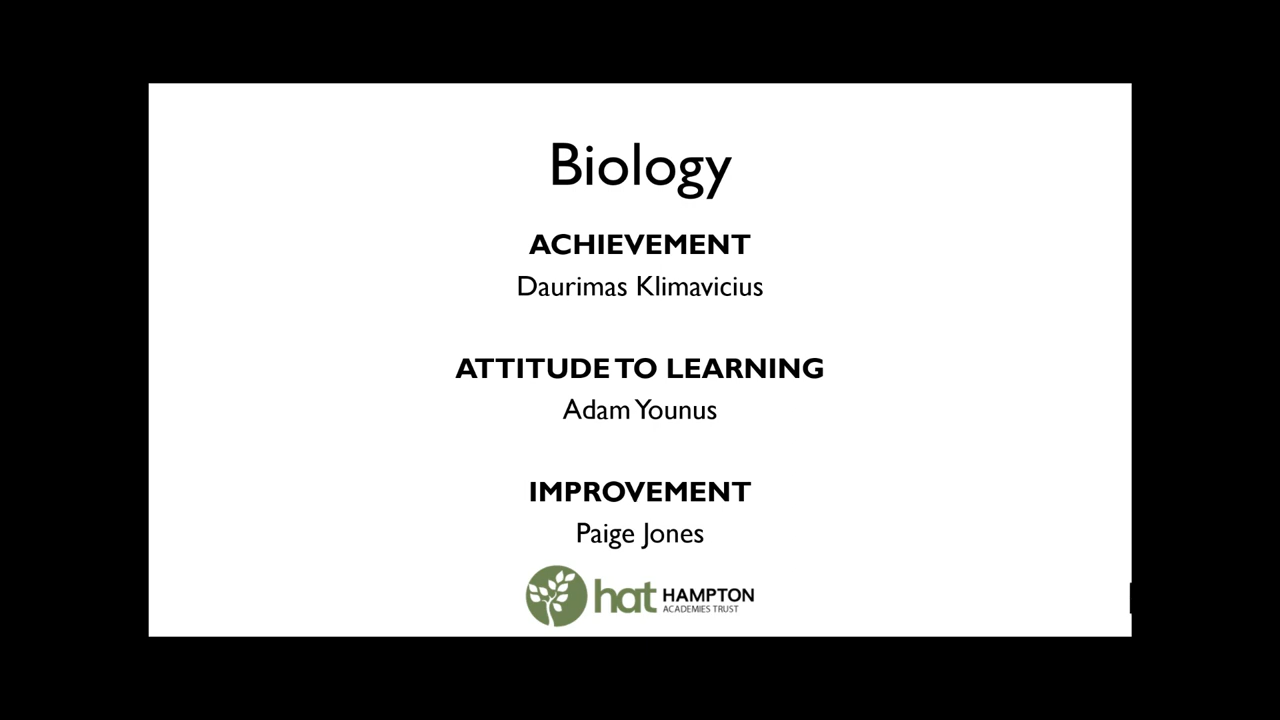 Biology
ACHIEVEMENT
Daurimas Klimavicius
ATTITUDE TO LEARNING
Adam Younus
IMPROVEMENT
Paige Jones
hat HAMPTON
ACADEMIES TRUST